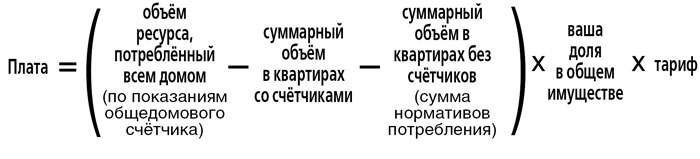 Плата = (
объём
ресурса,
потреблённый
всем домом
(по показаниям
общедомового
счётчика)
–
суммарный
объём
в квартирах
со счётчиками
–
суммарный
объём в
квартирах без
счётчиков
(сумма
нормативов
потребления)
) х
ваша
доля
в общем
имуществе
х тариф